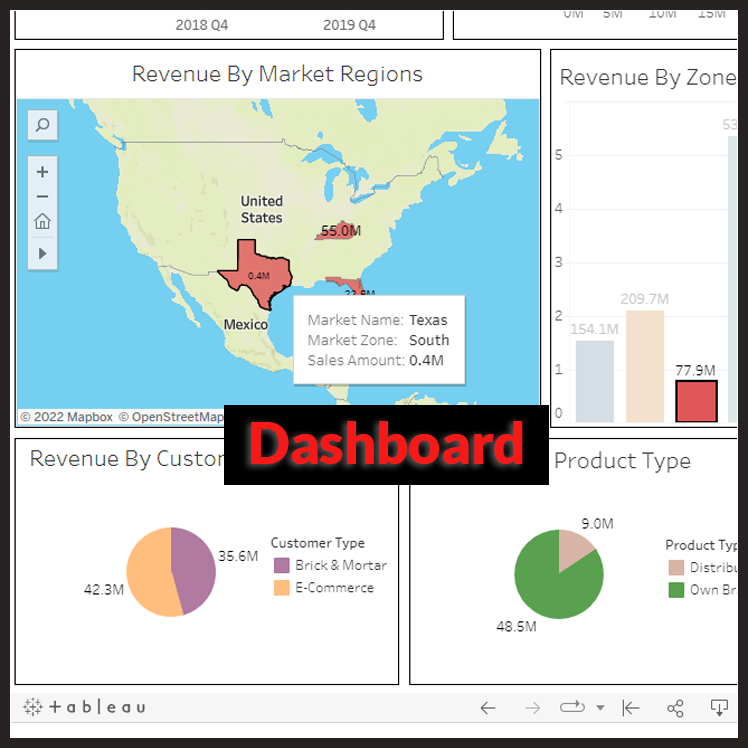 2018 Q4
2019 Q4
0M
5M
10M
15M
Revenue By Market Regions
United
States
55.0M
0.4M
Mexico
Market Name: Texas
Market Zone: South
Sales Amount: 0.4M
© 2022 Mapbox © OpenStreetMap
Revenue By Zone
53
5
4
3
2
1
0
154.1M
209.7M
77.9M
Dashboard
Revenue By Custo
35.6M
42.3M
Customer Type
Brick & Mortar
E-Commerce
Product Type
9.0M
48.5M
Product Typ
Distribu
Own Br
+ableau